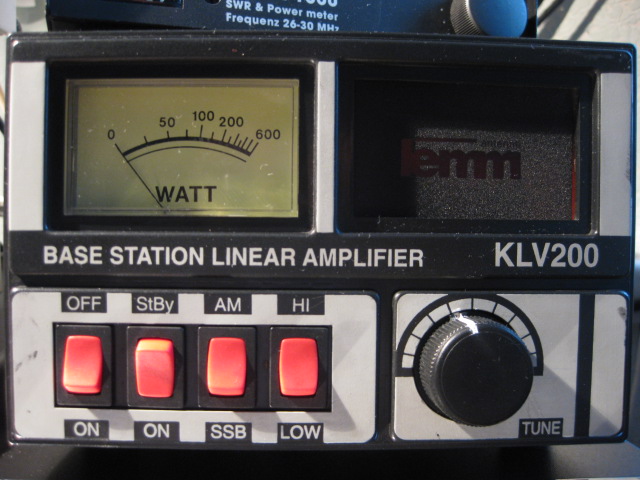 SWR & Power meter
Frequenz 26-30 MHz
0 50 100 200 600
WATT
lemm
BASE STATION LINEAR AMPLIFIER KLV200
OFF StBy AM HI
ON ON SSB LOW
TUNE